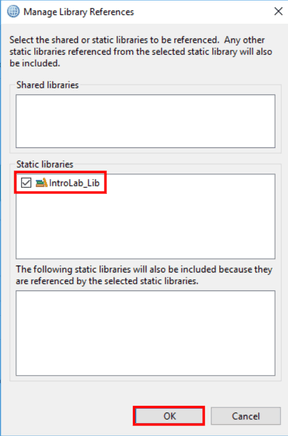 Manage Library References
Select the shared or static libraries to be referenced. Any other
static libraries referenced from the selected static library will also
be included.
Shared libraries
Static libraries
IntroLab_Lib
The following static libraries will also be included because they
are referenced by the selected static libraries.
OK
Cancel